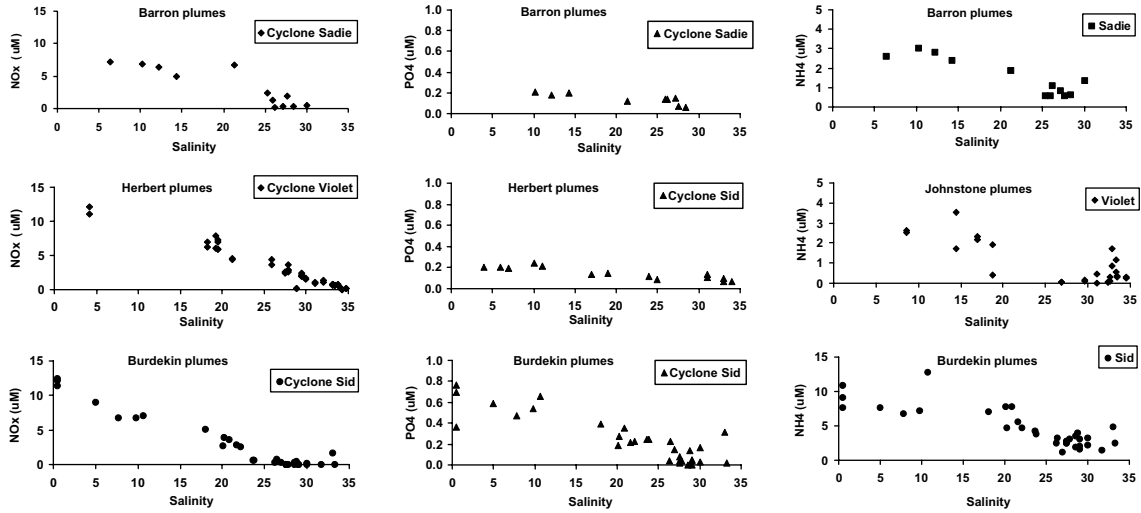 Barron plumes
NOx (uM)
15
10
5
0
Cyclone Sadie
0 5 10 15 20 25 30 35
Salinity
Barron plumes
PO4 (uM)
1.0
0.8
0.6
0.4
0.2
0.0
Cyclone Sadie
0 5 10 15 20 25 30 35
Salinity
Barron plumes
NH4 (uM)
5
4
3
2
1
0
Sadie
0 5 10 15 20 25 30 35
Salinity
Herbert plumes
NOx (uM)
15
10
5
0
Cyclone Violet
0 5 10 15 20 25 30 35
Salinity
Herbert plumes
PO4 (uM)
1.0
0.8
0.6
0.4
0.2
0.0
Cyclone Sid
0 5 10 15 20 25 30 35
Salinity
Johnstone plumes
NH4 (uM)
5
4
3
2
1
0
Violet
0 5 10 15 20 25 30 35
Salinity
Burdekin plumes
NOx (uM)
15
10
5
0
Cyclone Sid
0 5 10 15 20 25 30 35
Salinity
Burdekin plumes
PO4 (uM)
1.0
0.8
0.6
0.4
0.2
0.0
Cyclone Sid
0 5 10 15 20 25 30 35
Salinity
Burdekin plumes
NH4 (uM)
15
10
5
0
Sid
0 5 10 15 20 25 30 35
Salinity